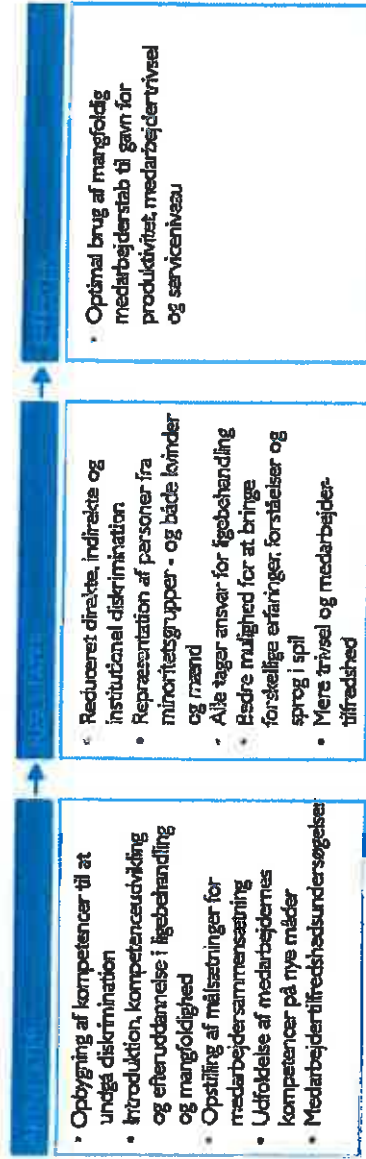 Opbygning af kompetencer til at
undgå diskrimination
Introduktion, kompetenceudvikling
og efteruddannelse i ligebehandling
og mangfoldighed
Opstilling af målsætninger for
medarbejdersammensætning
Udfoldelse af medarbejdernes
kompetencer på nye måder
Medarbejdertilfredshedsundersøgelser
Reduceret direkte, indirekte og
institutionel diskrimination
Repræsentation af personer fra
minoritetsgrupper - og både kvinder
og mænd
Alle tager ansvar for ligebehandling
Bedre mulighed for at bringe
forskellige erfaringer, forståelser og
sprog i spil
Mere trivsel og medarbejder-
tilfredshed
Optimal brug af mangfoldig
medarbejderstab til gavn for
produktivitet, medarbejdertrivsel
og serviceniveau